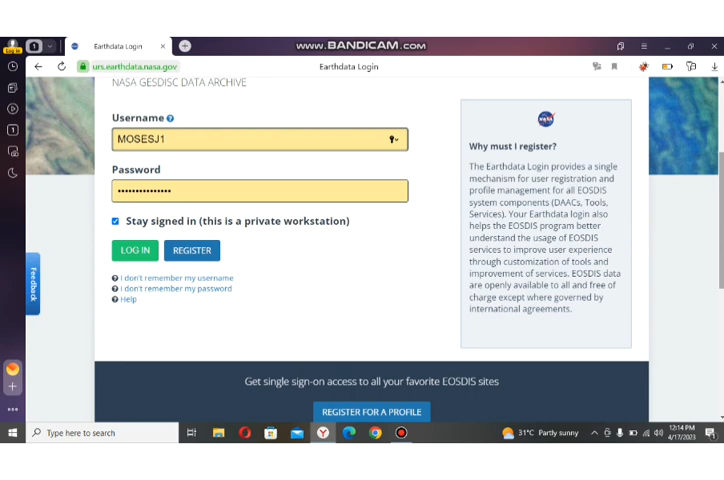 Log in
1
Earthdata Login
WWW.BANDICAM.COM
urs.earthdata.nasa.gov
Earthdata Login
NASA GESDISC DATA ARCHIVE
Username
MOSESJ1
Password
•••••••••••••••
Stay signed in (this is a private workstation)
LOG IN
REGISTER
I don't remember my username
I don't remember my password
Help
NASA
Why must I register?
The Earthdata Login provides a single
mechanism for user registration and
profile management for all EOSDIS
system components (DAACs, Tools,
Services). Your Earthdata login also
helps the EOSDIS program better
understand the usage of EOSDIS
services to improve user experience
through customization of tools and
improvement of services. EOSDIS data
are openly available to all and free of
charge except where governed by
international agreements.
Feedback
Get single sign-on access to all your favorite EOSDIS sites
REGISTER FOR A PROFILE
Type here to search
31°C Partly sunny
12:14 PM
4/17/2023